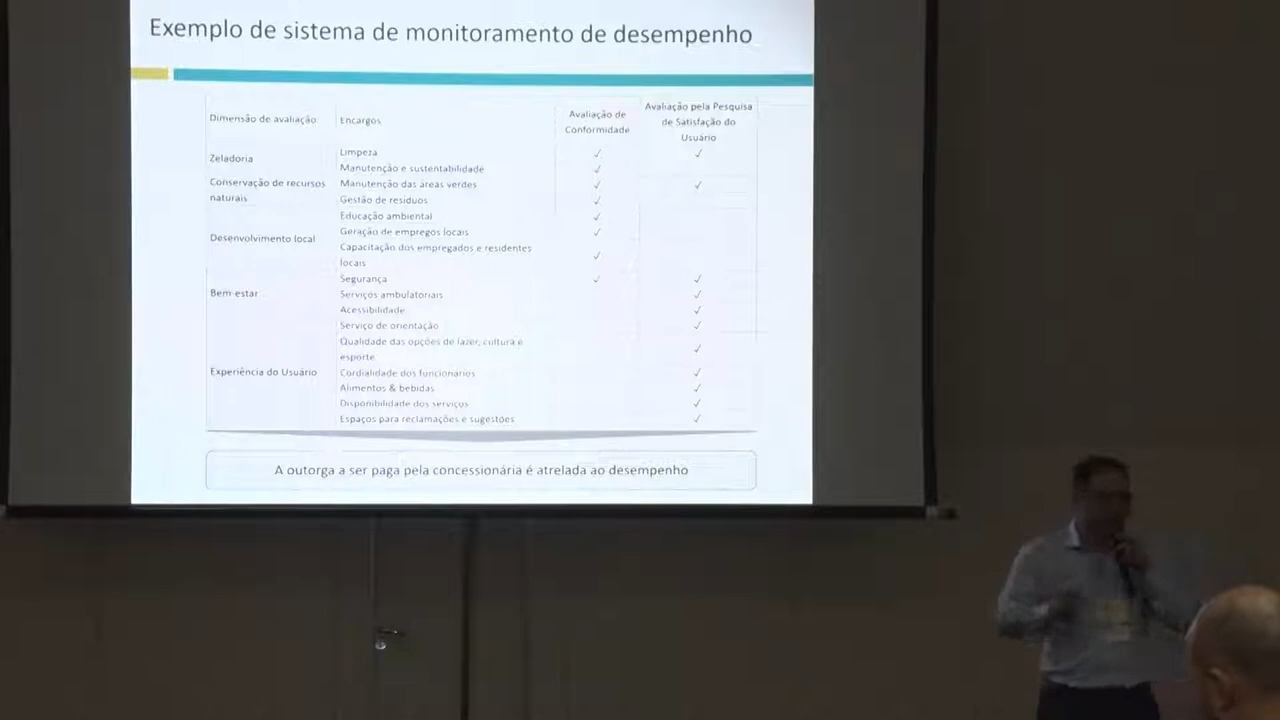 Exemplo de sistema de monitoramento de desempenho
Dimensão de avaliação
Encargos
Avaliação de
Conformidade
Avaliação pela Pesquisa
de Satisfação do
Usuário
Zeladoria
Limpeza ✓ ✓
Manutenção e sustentabilidade ✓
Conservação de recursos
naturais
Manutenção das áreas verdes ✓ ✓
Gestão de resíduos ✓
Educação ambiental ✓
Desenvolvimento local
Geração de empregos locais ✓
Capacitação dos empregados e residentes
locais ✓
Bem-estar
Segurança ✓ ✓
Serviços ambulatoriais ✓
Acessibilidade ✓
Serviço de orientação ✓
Experiência do Usuário
Qualidade das opções de lazer, cultura e
esporte ✓
Cordialidade dos funcionários ✓
Alimentos & bebidas ✓
Disponibilidade dos serviços ✓
Espaços para reclamações e sugestões ✓
A outorga a ser paga pela concessionária é atrelada ao desempenho